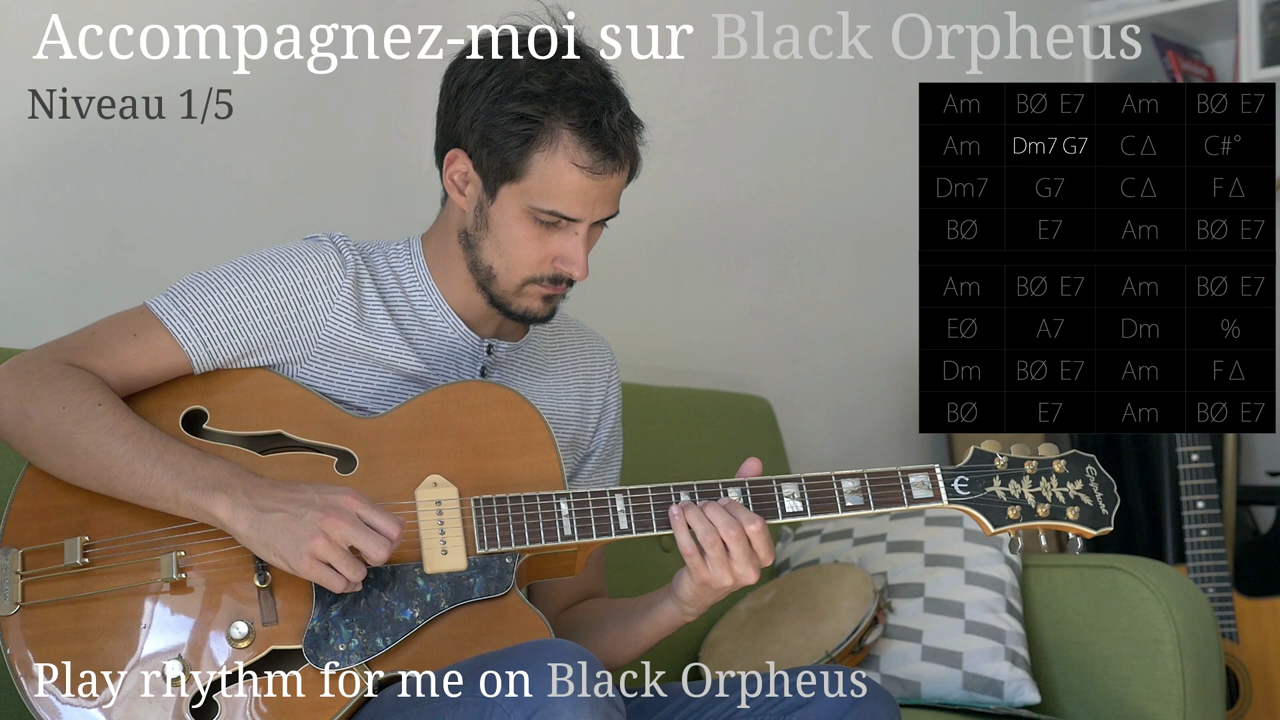 Accompagnez-moi sur Black Orpheus
Niveau 1/5
Am BØ E7 Am BØ E7
Am Dm7 G7 C∆ C#°
Dm7 G7 C∆ F∆
BØ E7 Am BØ E7
Am BØ E7 Am BØ E7
EØ A7 Dm %
Dm BØ E7 Am F∆
BØ E7 Am BØ E7
Epiphone
Play rhythm for me on Black Orpheus